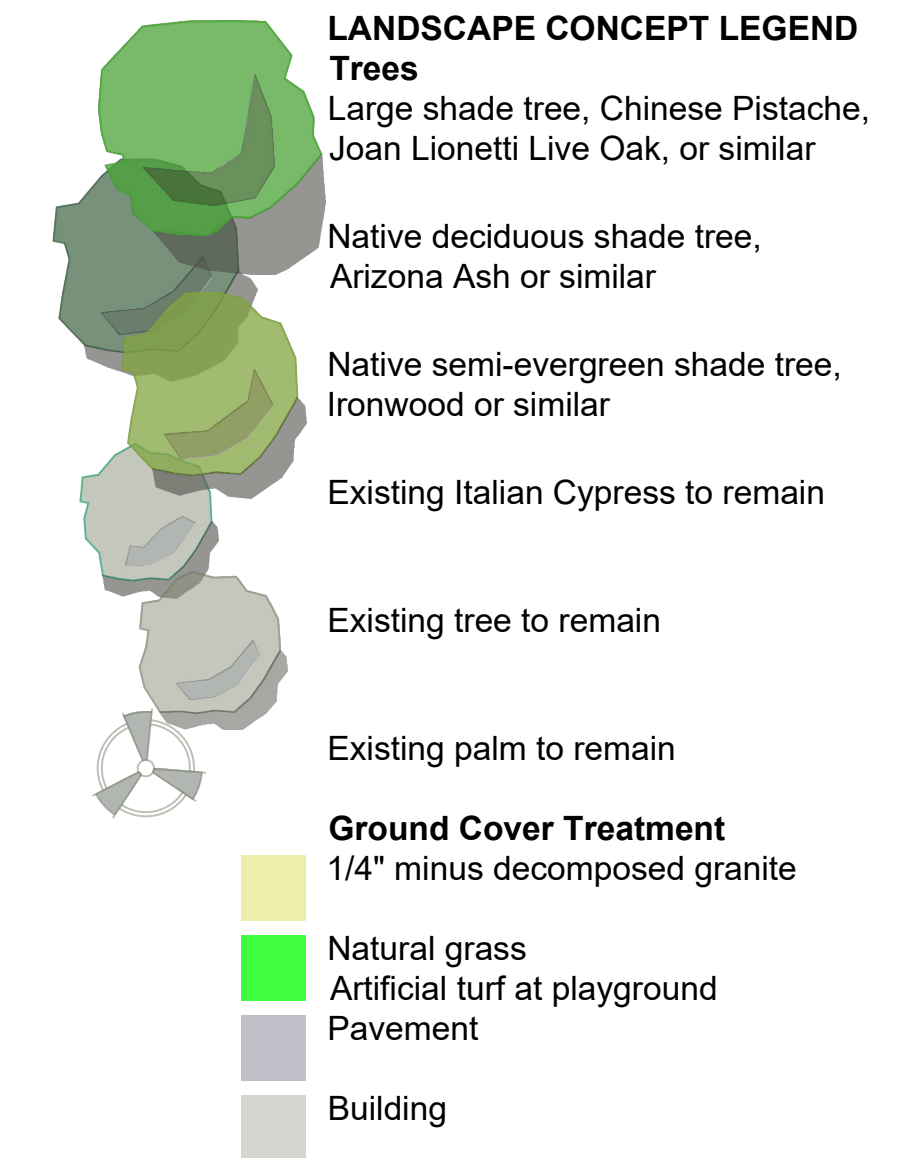 LANDSCAPE CONCEPT LEGEND
Trees
Large shade tree, Chinese Pistache,
Joan Lionetti Live Oak, or similar
Native deciduous shade tree,
Arizona Ash or similar
Native semi-evergreen shade tree,
Ironwood or similar
Existing Italian Cypress to remain
Existing tree to remain
Existing palm to remain
Ground Cover Treatment
1/4" minus decomposed granite
Natural grass
Artificial turf at playground
Pavement
Building